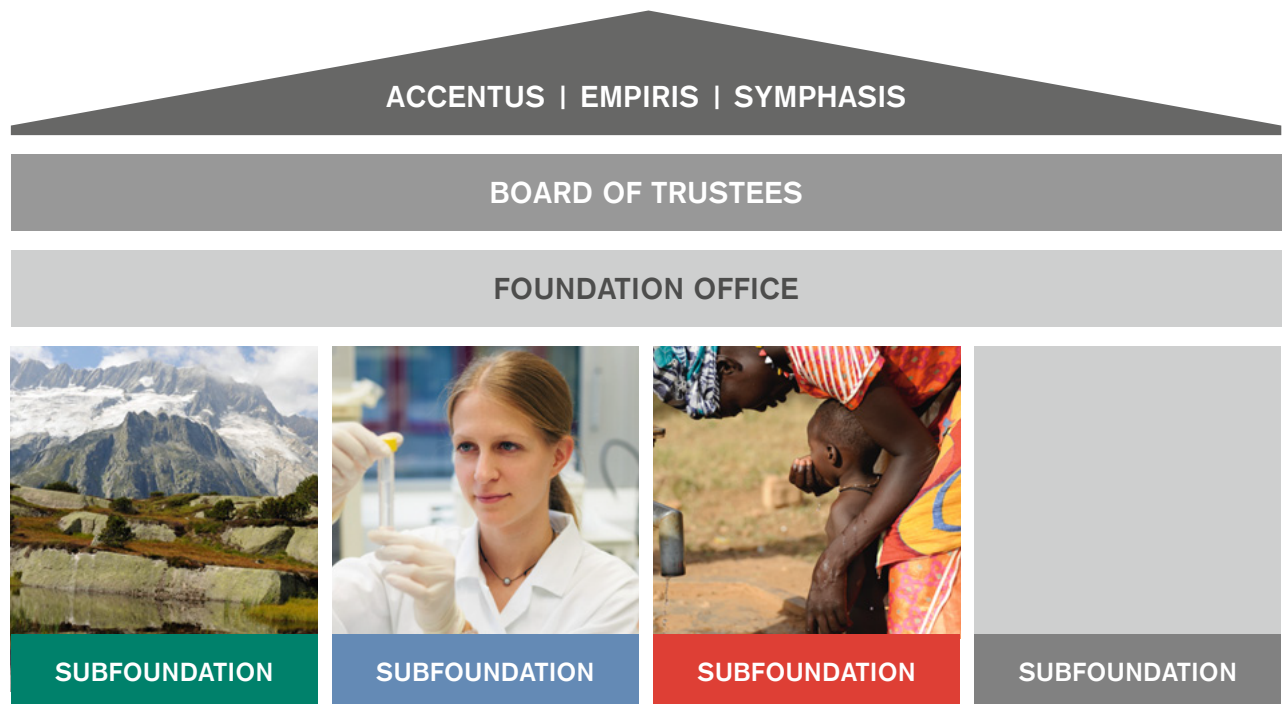 ACCENTUS | EMPIRIS | SYMPHASIS
BOARD OF TRUSTEES
FOUNDATION OFFICE
SUBFOUNDATION SUBFOUNDATION SUBFOUNDATION SUBFOUNDATION